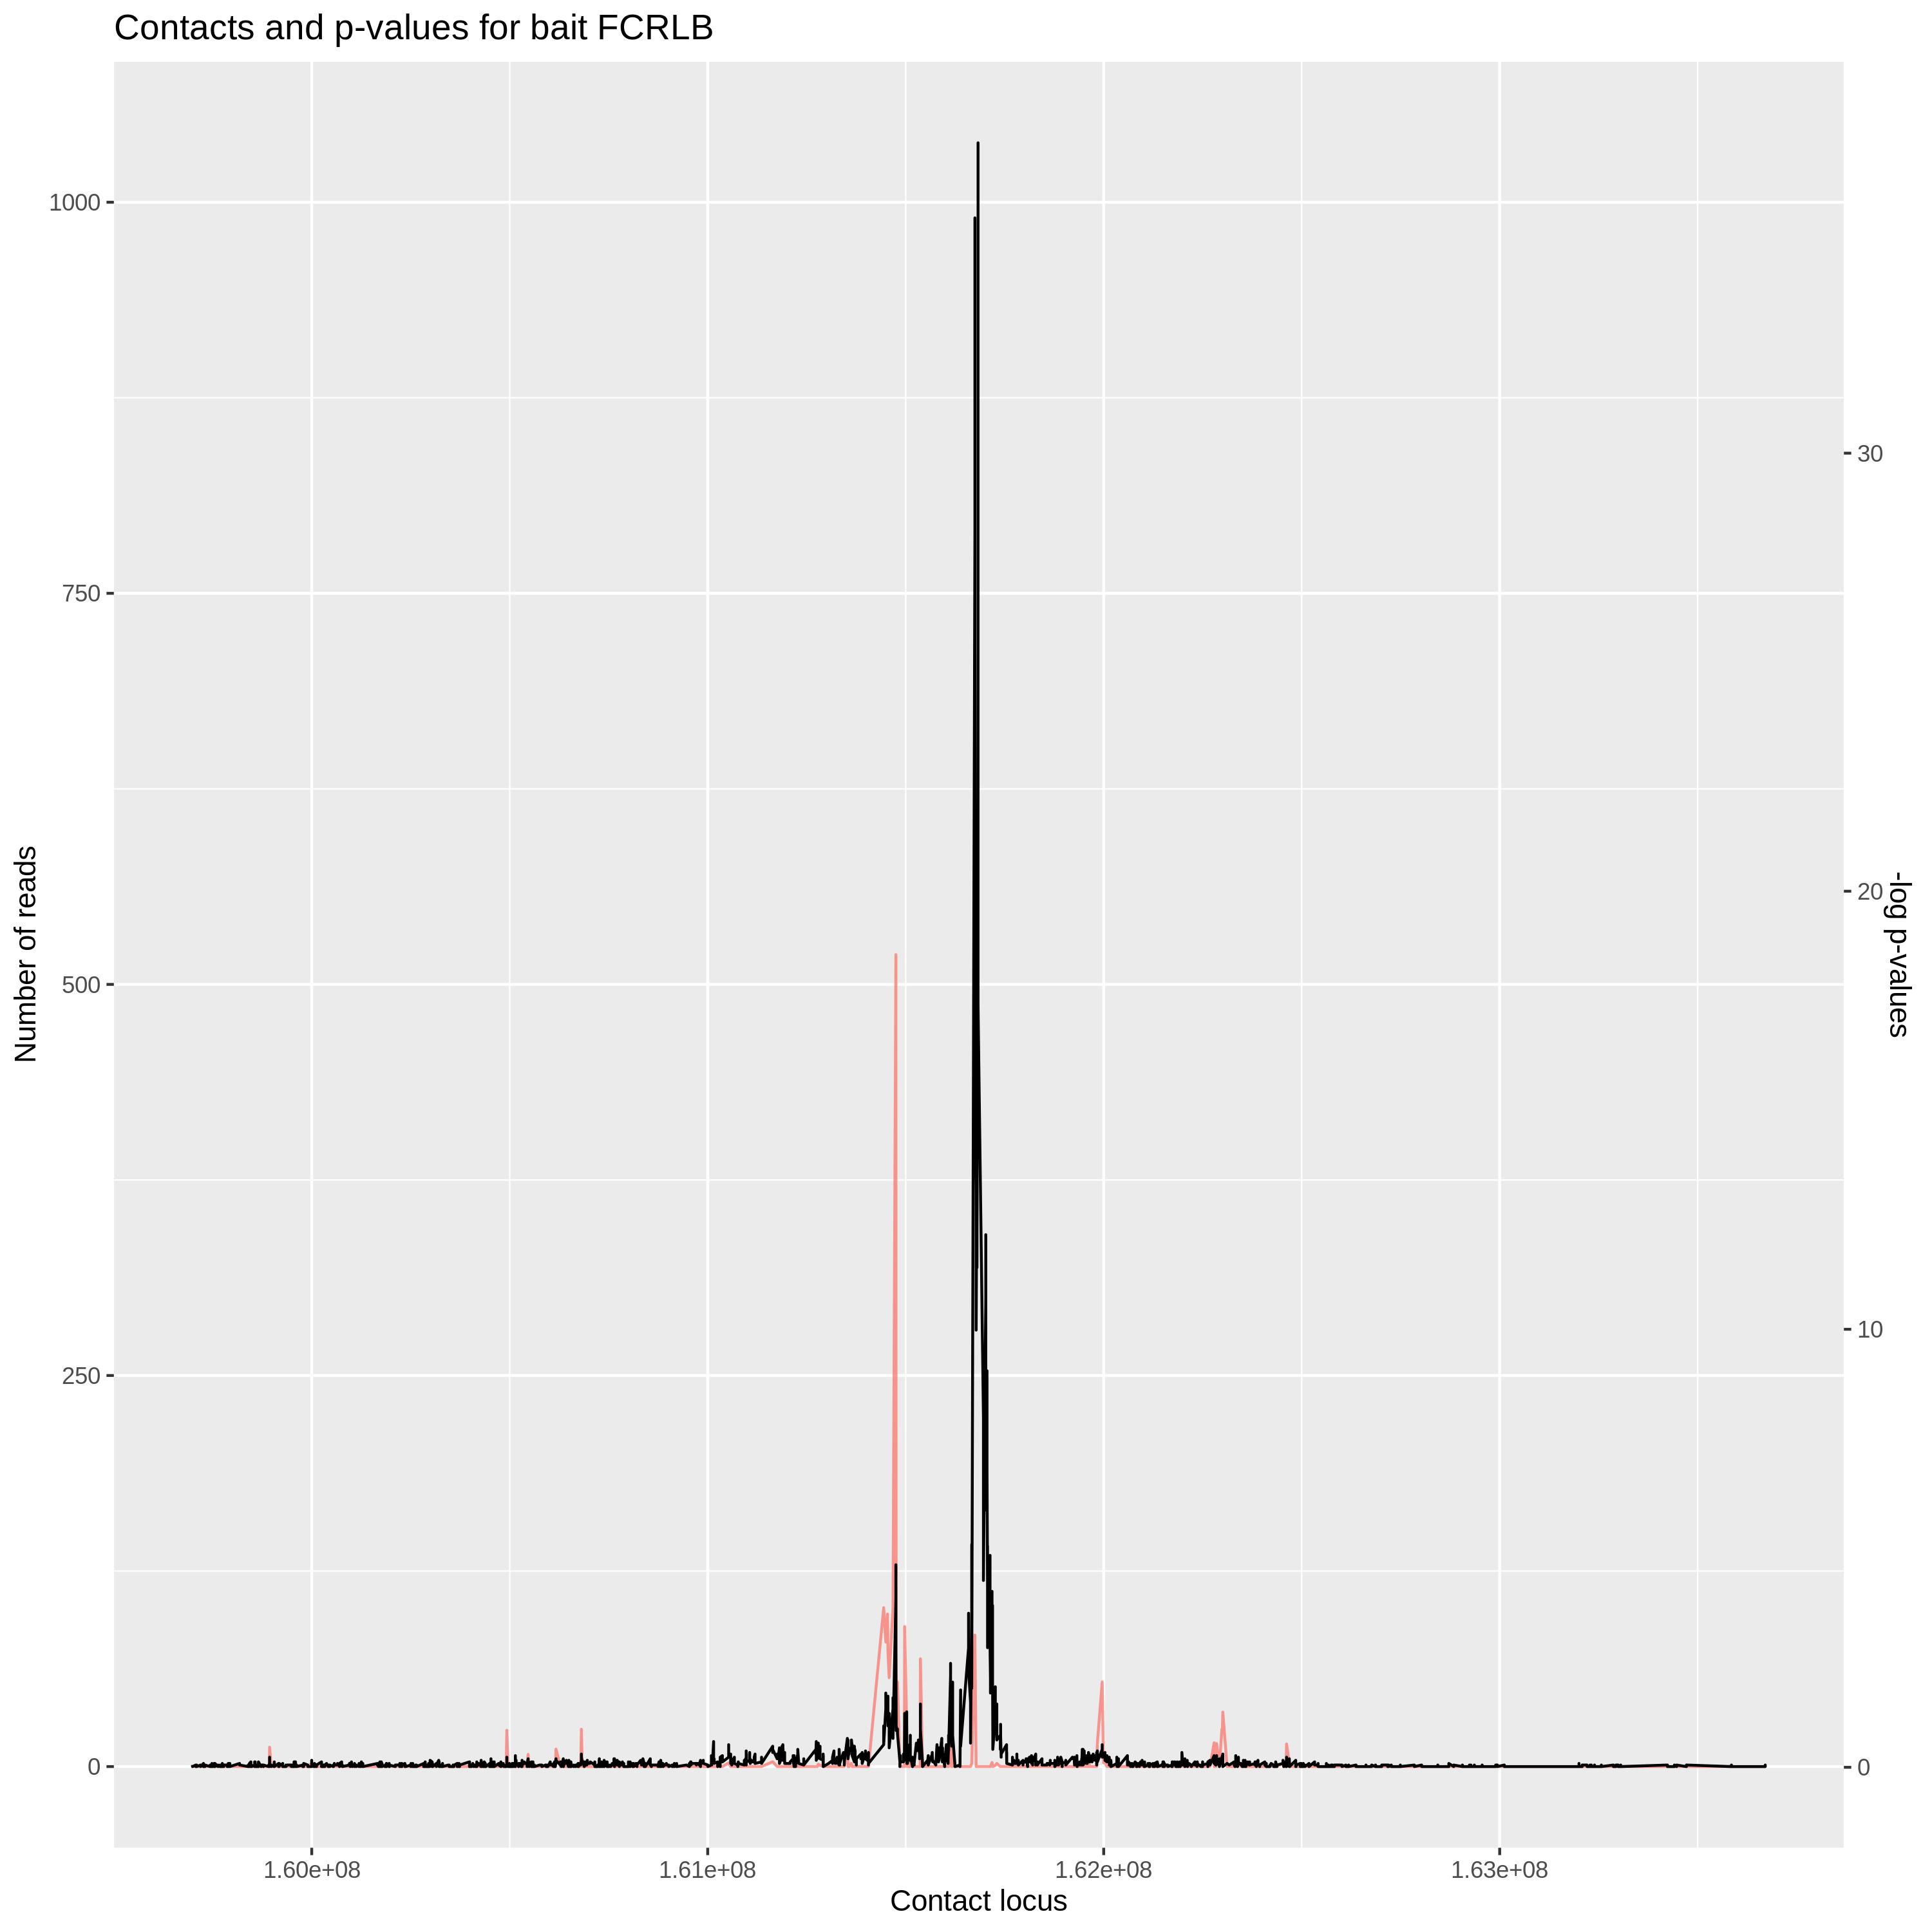 Contacts and p-values for bait FCRLB
Number of reads
1000
750
500
250
0
30
20
10
0
-log p-values
1.60e+08
1.61e+08
1.62e+08
1.63e+08
Contact locus